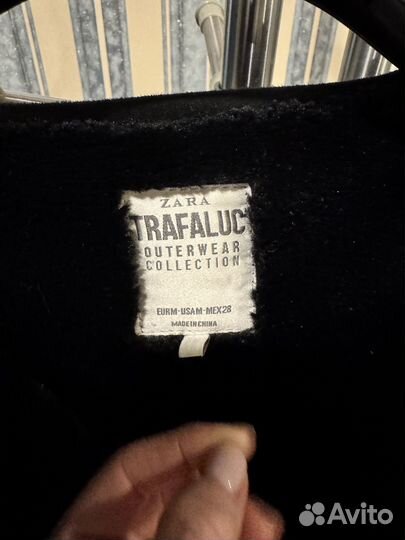 ZARA
TRAFALUC
OUTERWEAR
COLLECTION
EURM-USAM-MEX28
MADE IN CHINA
Avito